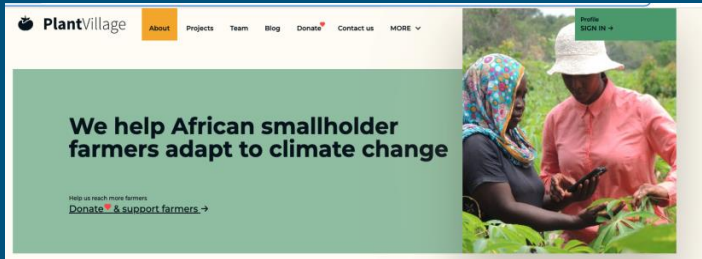 PlantVillage
About Projects Team Blog Donate Contact us MORE
Profile
SIGN IN →
We help African smallholder
farmers adapt to climate change
Help us reach more farmers
Donate & support farmers →